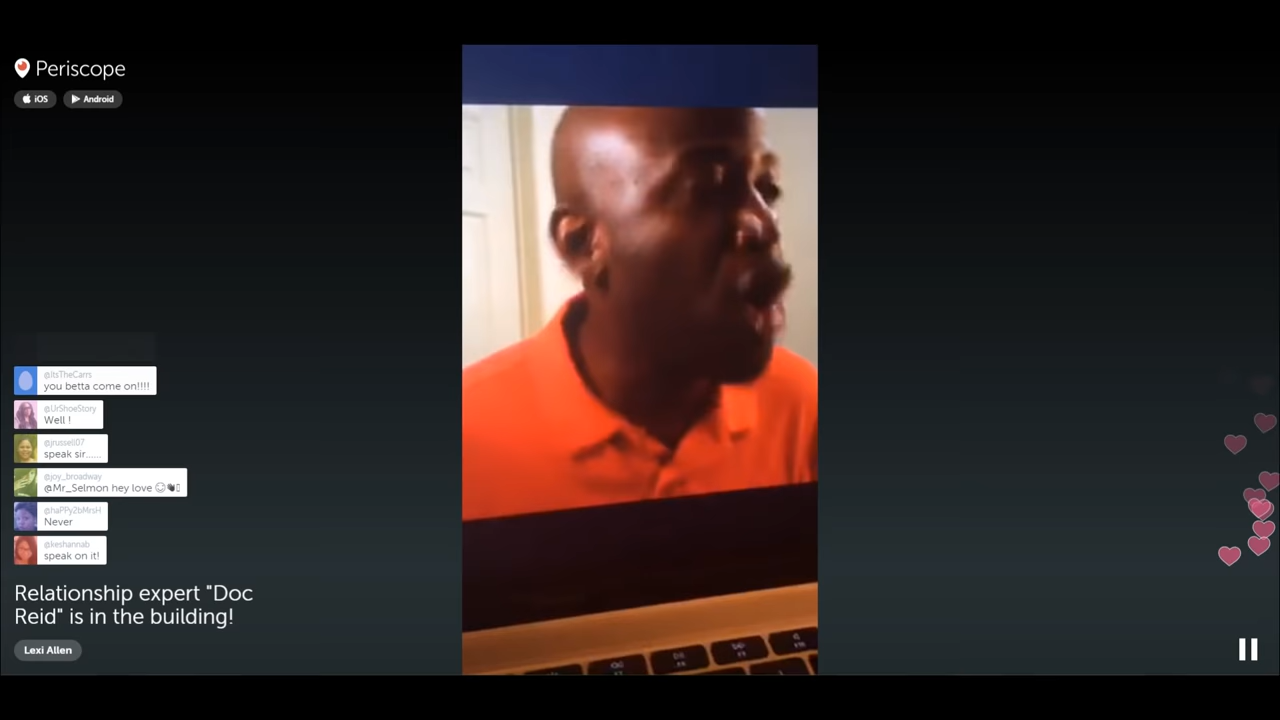 Periscope
iOS
Android
@ItsTheCarrs
you betta come on!!!!
@UrShoeStory
Well !
@jrussell07
speak sir......
@joy_broadway
@Mr_Selmon hey love
@haPPy2bMrsH
Never
@keshannab
speak on it!
Relationship expert "Doc
Reid" is in the building!
Lexi Allen